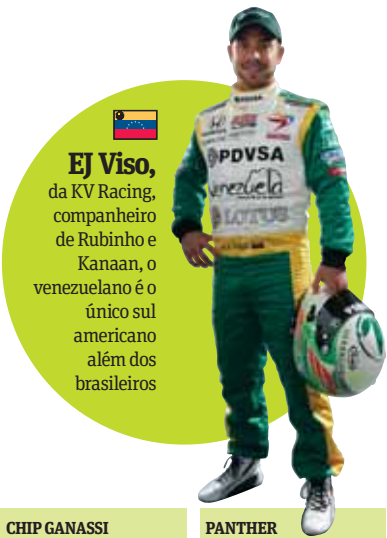 EJ Viso,
da KV Racing,
companheiro
de Rubinho e
Kanaan, o
venezuelano é o
único sul
americano
além dos
brasileiros
HONDA
PDVSA
Venezuela
LOTUS
CHIP GANASSI
PANTHER